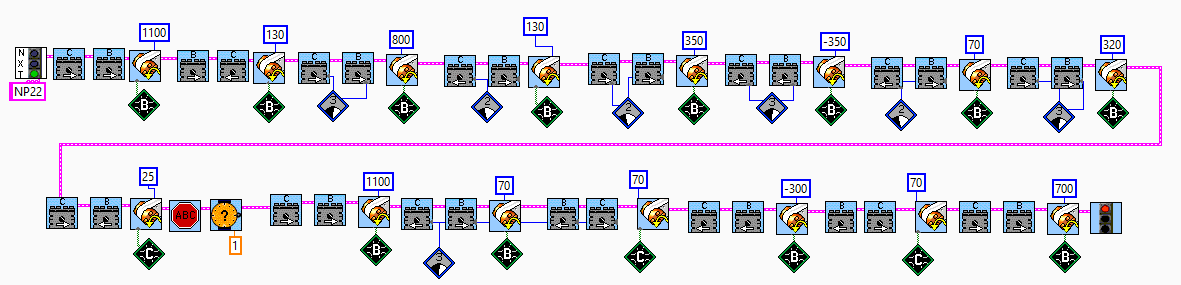 1100 130 800 130 350 -350 70 320
N X T C B B C C B C B C B C B C B C B
NP22
3 2 2 3 2 3
B B B B B B B B
25 1100 70 70 -300 70 700
C B ABC ? C B C B B C C B B C C B
1
C B 3 B C B C B